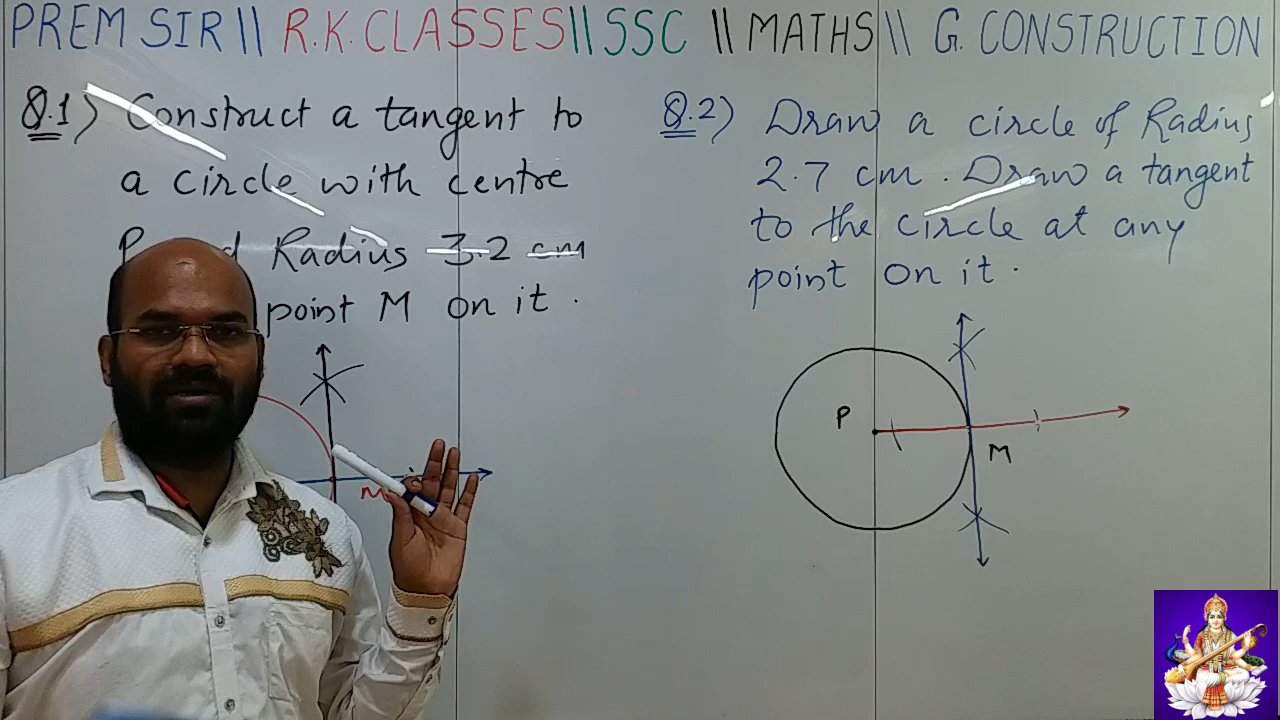 PREM SIR || R.K. CLASSES || SSC || MATHS || G. CONSTRUCTION
Q.1) Construct a tangent to
a circle with centre
P Radius 3.2 cm
point M on it.
M
Q.2) Draw a circle of Radius
2.7 cm. Draw a tangent
to the circle at any
point on it.
P
M